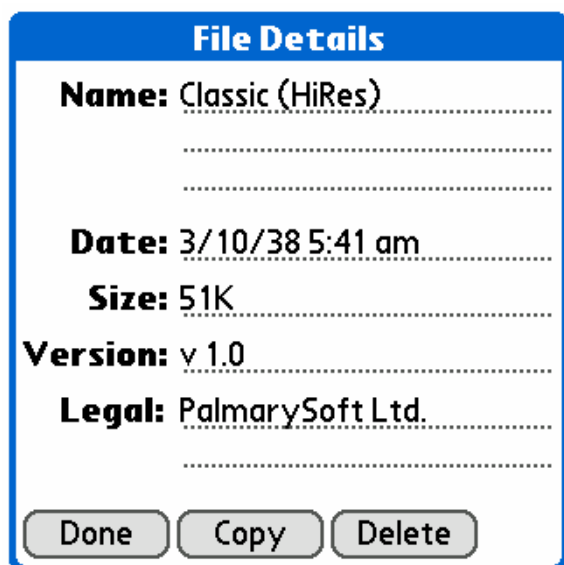 File Details
Name: Classic (HiRes)
Date: 3/10/38 5:41 am
Size: 51K
Version: v 1.0
Legal: PalmarySoft Ltd.
Done Copy Delete